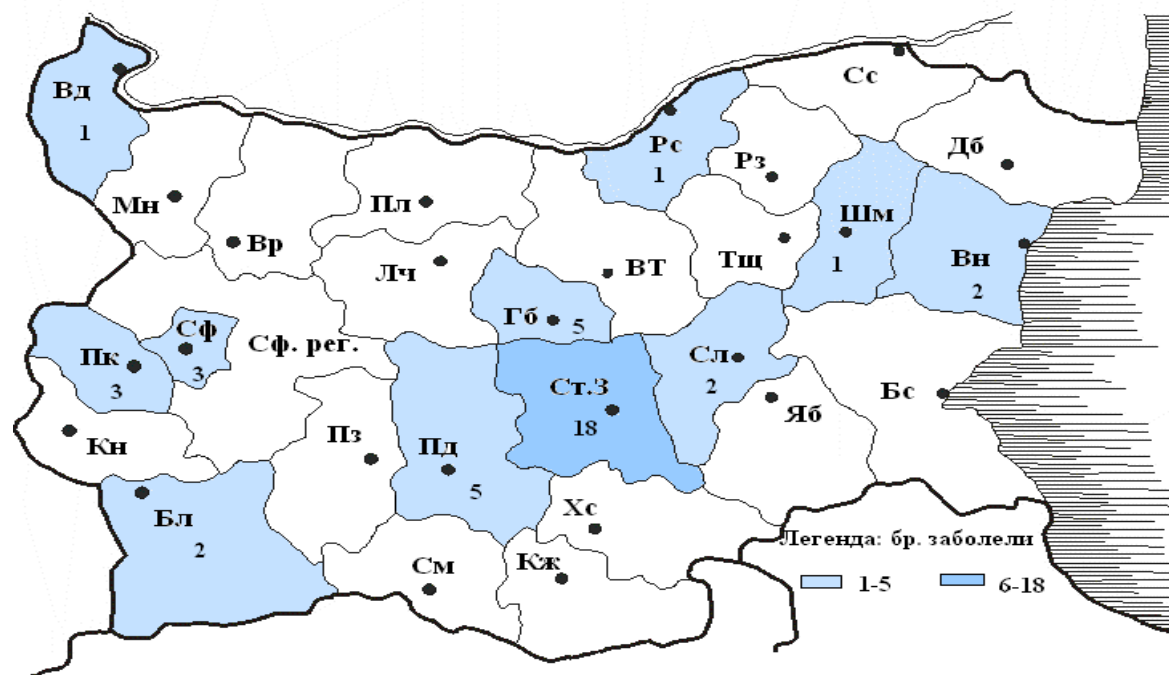 Сс
Вд
1
Рс
1
Рз
Дб
Мн
Пл
Шм
1
Вр
Лч
ВТ
Тщ
Вн
2
Гб
5
Сф
3
Сф. рег.
Пк
3
Сл
2
Ст.З
18
Яб
Бс
Кн
Пз
Пд
5
Бл
2
Хс
См
Кж
Легенда: бр. заболели
1-5
6-18